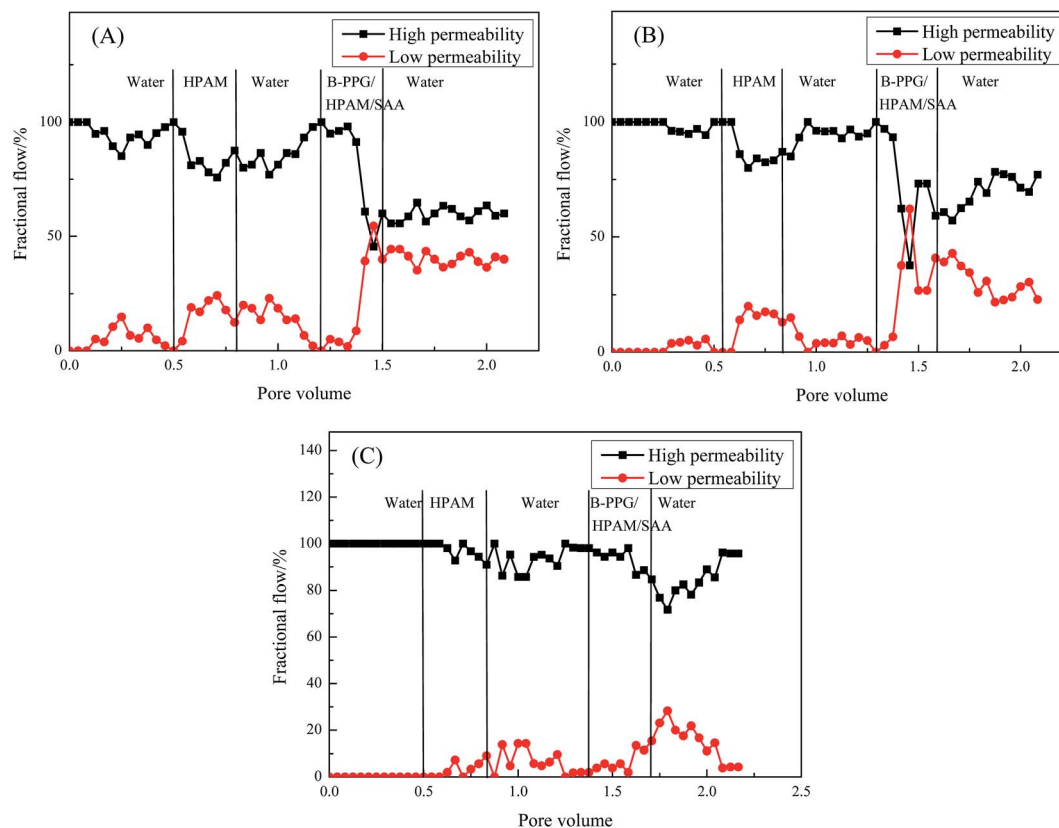 (A)
High permeability
Low permeability
Water
HPAM
Water
B-PPG/
HPAM/SAA
Water
100
50
0
Fractional flow/%
0.0
0.5
1.0
1.5
2.0
Pore volume
(B)
High permeability
Low permeability
Water
HPAM
Water
B-PPG/
HPAM/SAA
Water
100
50
0
Fractional flow/%
0.0
0.5
1.0
1.5
2.0
Pore volume
(C)
High permeability
Low permeability
Water
HPAM
Water
B-PPG/
HPAM/SAA
Water
140
120
100
80
60
40
20
0
Fractional flow/%
0.0
0.5
1.0
1.5
2.0
2.5
Pore volume